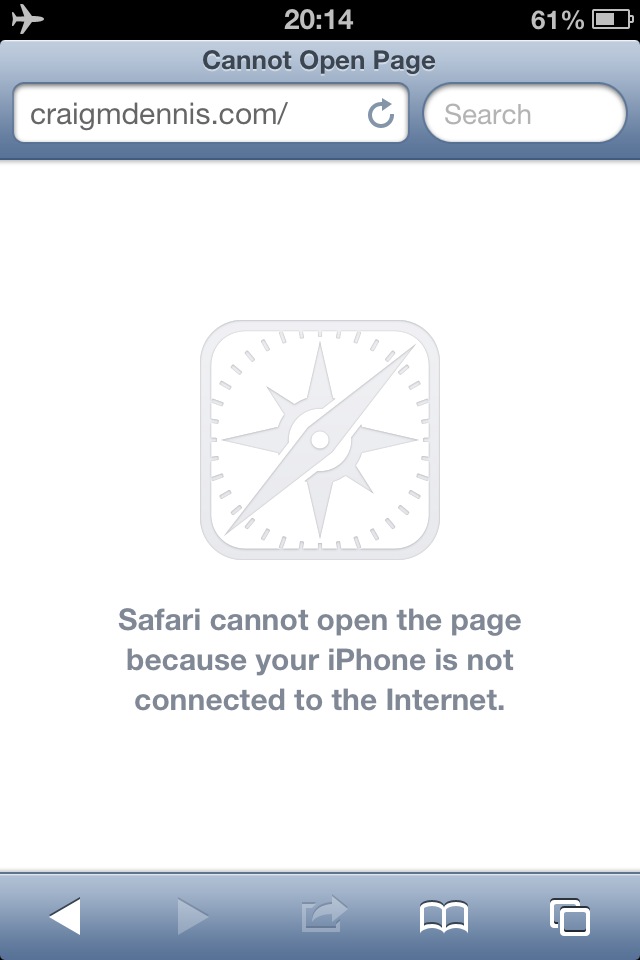 20:14
61%
Cannot Open Page
craigmdennis.com/
Search
Safari cannot open the page
because your iPhone is not
connected to the Internet.